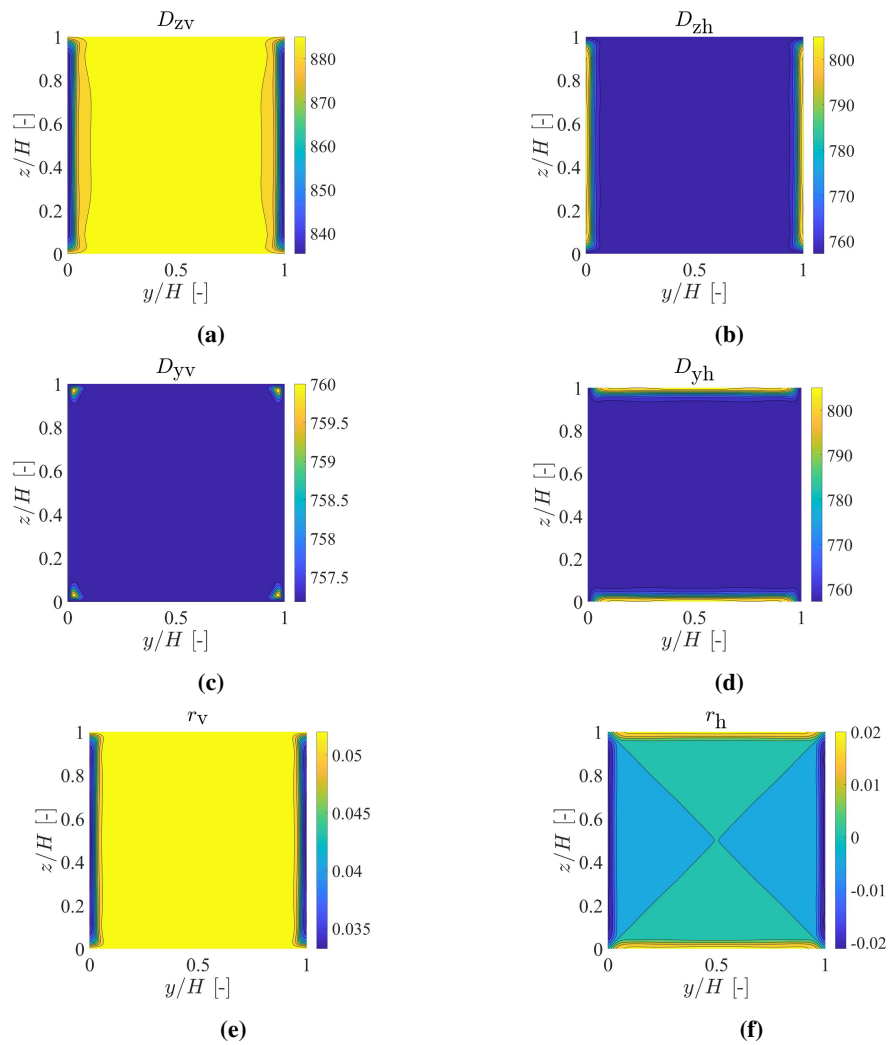 D_zv
1
0.8
0.6
0.4
0.2
0
z/H [-]
0 0.5 1
y/H [-]
880
870
860
850
840
(a)
D_zh
1
0.8
0.6
0.4
0.2
0
z/H [-]
0 0.5 1
y/H [-]
800
790
780
770
760
(b)
D_yv
1
0.8
0.6
0.4
0.2
0
z/H [-]
0 0.5 1
y/H [-]
760
759.5
759
758.5
758
757.5
(c)
D_yh
1
0.8
0.6
0.4
0.2
0
z/H [-]
0 0.5 1
y/H [-]
800
790
780
770
760
(d)
r_v
1
0.8
0.6
0.4
0.2
0
z/H [-]
0 0.5 1
y/H [-]
0.05
0.045
0.04
0.035
(e)
r_h
1
0.8
0.6
0.4
0.2
0
z/H [-]
0 0.5 1
y/H [-]
0.02
0.01
0
-0.01
-0.02
(f)